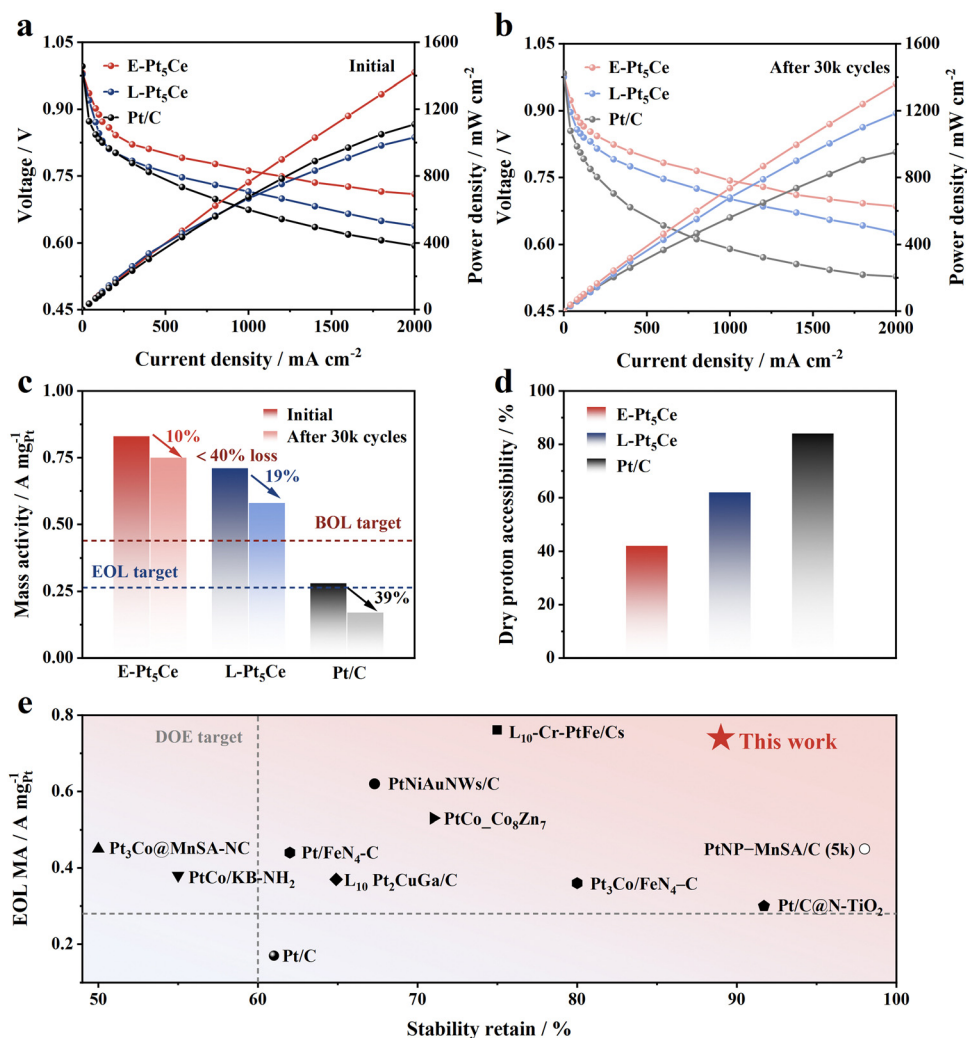 a
Initial
E-Pt₅Ce
L-Pt₅Ce
Pt/C
1.05
0.90
0.75
0.60
0.45
Voltage / V
1600
1200
800
400
0
Power density / mW cm⁻²
0 500 1000 1500 2000
Current density / mA cm⁻²
b
After 30k cycles
E-Pt₅Ce
L-Pt₅Ce
Pt/C
1.05
0.90
0.75
0.60
0.45
Voltage / V
1600
1200
800
400
0
Power density / mW cm⁻²
0 500 1000 1500 2000
Current density / mA cm⁻²
c
1.00
0.75
0.50
0.25
0.00
Mass activity / A mg⁻¹Pt
Initial
After 30k cycles
10%
< 40% loss
19%
BOL target
EOL target
39%
E-Pt₅Ce L-Pt₅Ce Pt/C
d
100
80
60
40
20
0
Dry proton accessibility / %
E-Pt₅Ce
L-Pt₅Ce
Pt/C
e
0.8
0.6
0.4
0.2
EOL MA / A mg⁻¹Pt
DOE target
L₁₀-Cr-PtFe/Cs
This work
PtNiAuNWs/C
PtCo_Co₈Zn₇
Pt₃Co@MnSA-NC
Pt/FeN₄-C
PtNP−MnSA/C (5k)
PtCo/KB-NH₂
L₁₀ Pt₂CuGa/C
Pt₃Co/FeN₄−C
Pt/C@N-TiO₂
Pt/C
50 60 70 80 90 100
Stability retain / %